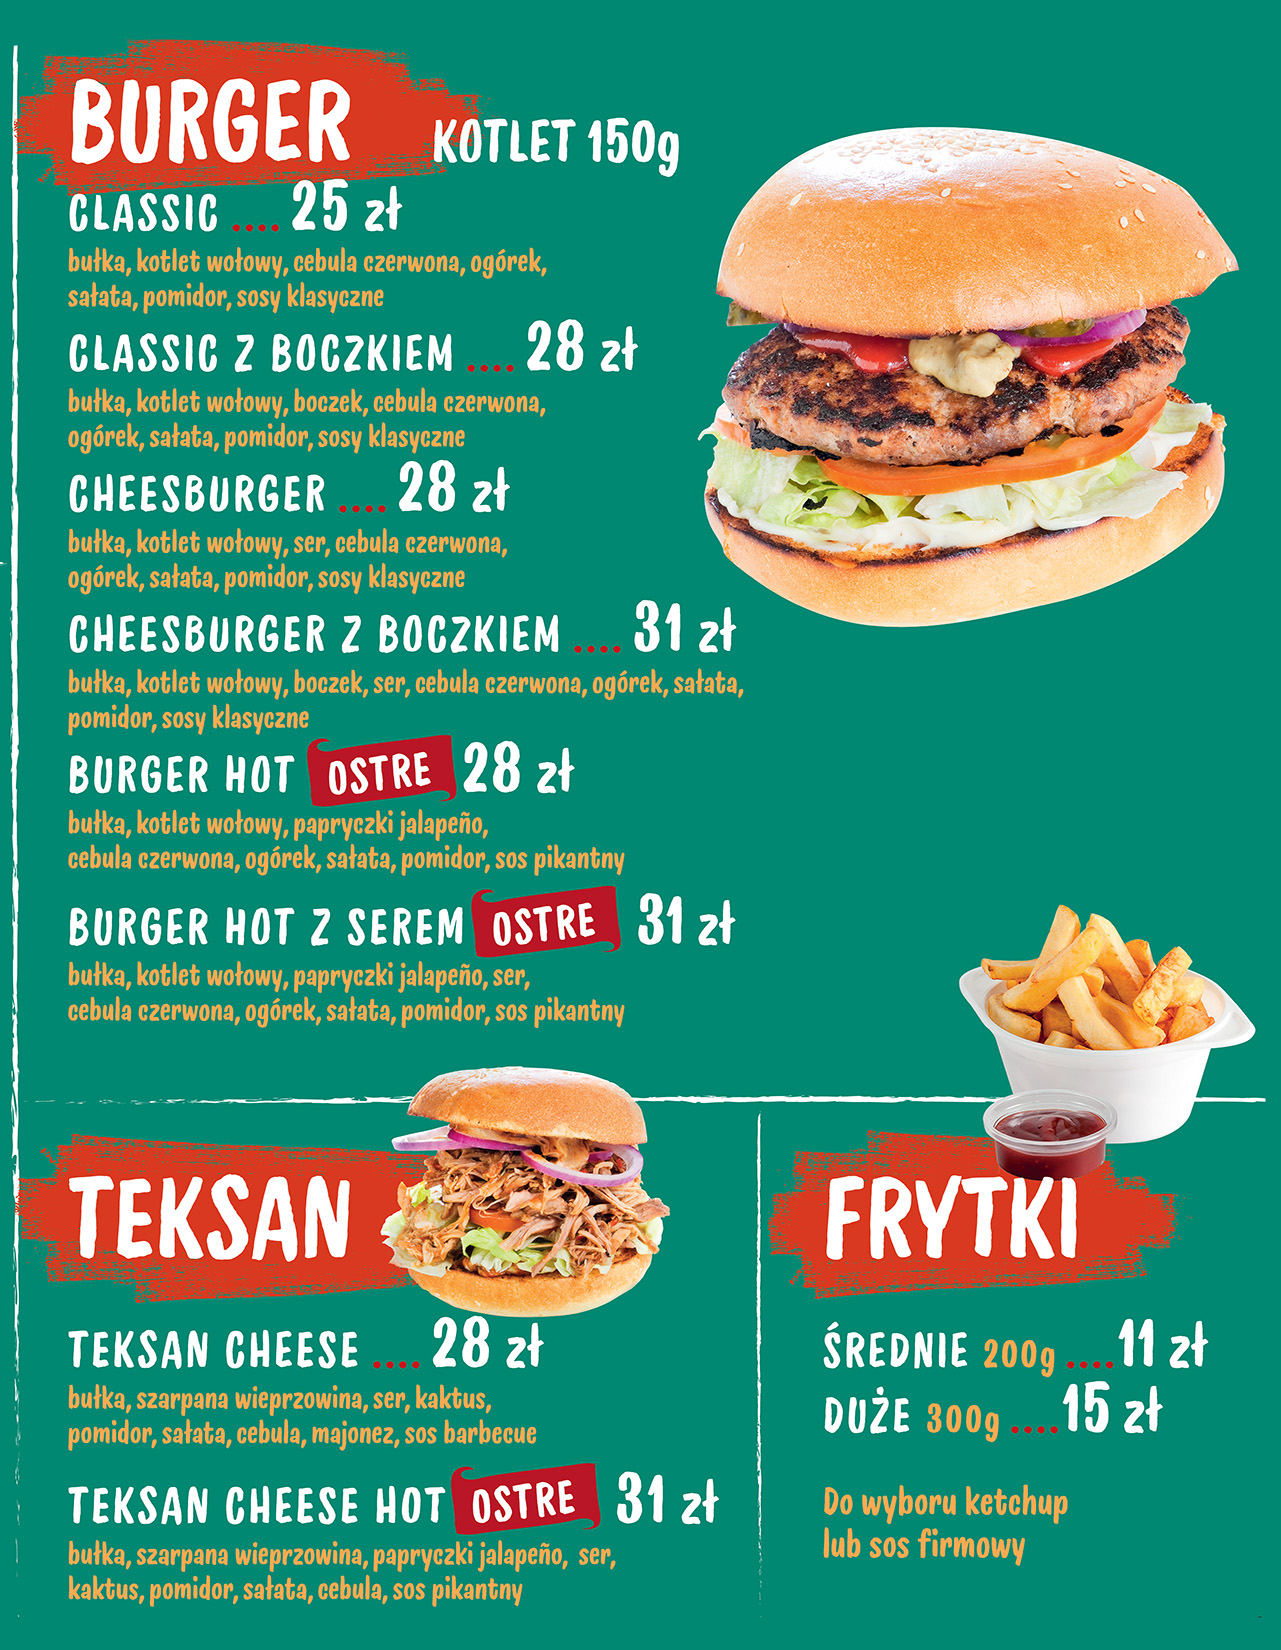 BURGER
KOTLET 150g
CLASSIC .... 25 zł
bułka, kotlet wołowy, cebula czerwona, ogórek,
sałata, pomidor, sosy klasyczne
CLASSIC Z BOCZKIEM .... 28 zł
bułka, kotlet wołowy, boczek, cebula czerwona,
ogórek, sałata, pomidor, sosy klasyczne
CHEESBURGER .... 28 zł
bułka, kotlet wołowy, ser, cebula czerwona,
ogórek, sałata, pomidor, sosy klasyczne
CHEESBURGER Z BOCZKIEM .... 31 zł
bułka, kotlet wołowy, boczek, ser, cebula czerwona, ogórek, sałata,
pomidor, sosy klasyczne
BURGER HOT OSTRE 28 zł
bułka, kotlet wołowy, papryczki jalapeño,
cebula czerwona, ogórek, sałata, pomidor, sos pikantny
BURGER HOT Z SEREM OSTRE 31 zł
bułka, kotlet wołowy, papryczki jalapeño, ser,
cebula czerwona, ogórek, sałata, pomidor, sos pikantny
TEKSAN
TEKSAN CHEESE .... 28 zł
bułka, szarpana wieprzowina, ser, kaktus,
pomidor, sałata, cebula, majonez, sos barbecue
TEKSAN CHEESE HOT OSTRE 31 zł
bułka, szarpana wieprzowina, papryczki jalapeño, ser,
kaktus, pomidor, sałata, cebula, sos pikantny
FRYTKI
ŚREDNIE 200g .... 11 zł
DUŻE 300g .... 15 zł
Do wyboru ketchup
lub sos firmowy